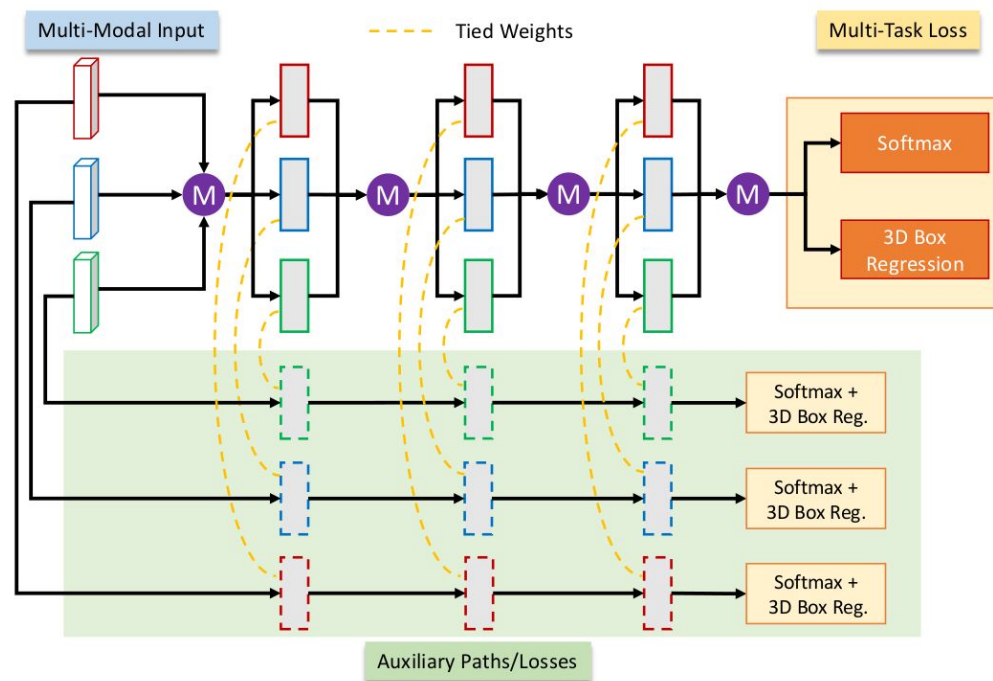 Multi-Modal Input
Tied Weights
Multi-Task Loss
M
M
M
M
Softmax
3D Box
Regression
Softmax +
3D Box Reg.
Softmax +
3D Box Reg.
Softmax +
3D Box Reg.
Auxiliary Paths/Losses